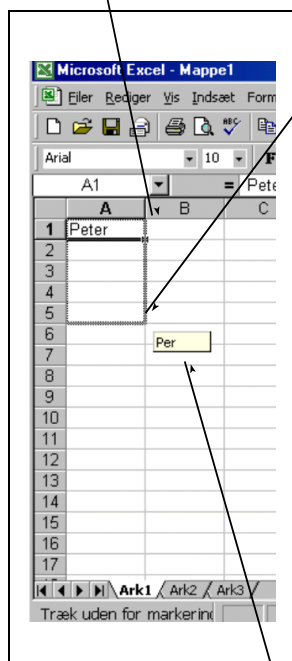 Microsoft Excel - Mappe1
Filer Rediger Vis Indsæt Form
Arial 10 F
A1 = Pete
A B C
1 Peter
2
3
4
5
6
Per
7
8
9
10
11
12
13
14
15
16
17
Ark1 Ark2 Ark3
Træk uden for markering